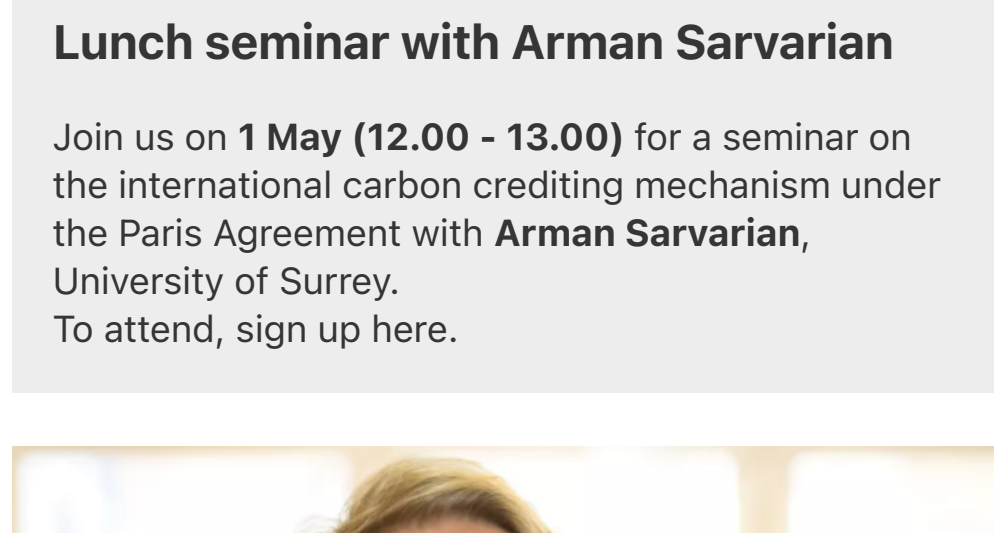 Lunch seminar with Arman Sarvarian
Join us on 1 May (12.00 - 13.00) for a seminar on
the international carbon crediting mechanism under
the Paris Agreement with Arman Sarvarian,
University of Surrey.
To attend, sign up here.